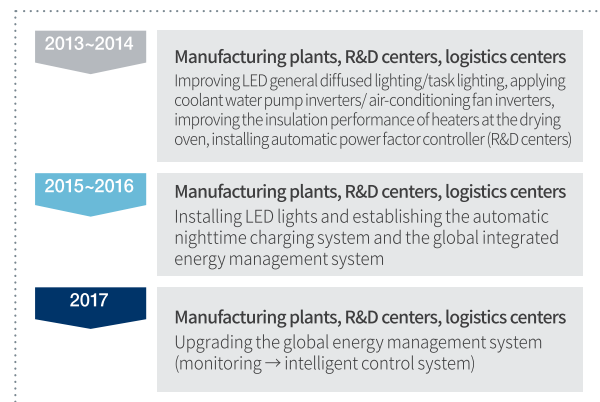 2013~2014
Manufacturing plants, R&D centers, logistics centers
Improving LED general diffused lighting/task lighting, applying
coolant water pump inverters/ air-conditioning fan inverters,
improving the insulation performance of heaters at the drying
oven, installing automatic power factor controller (R&D centers)
2015~2016
Manufacturing plants, R&D centers, logistics centers
Installing LED lights and establishing the automatic
nighttime charging system and the global integrated
energy management system
2017
Manufacturing plants, R&D centers, logistics centers
Upgrading the global energy management system
(monitoring → intelligent control system)